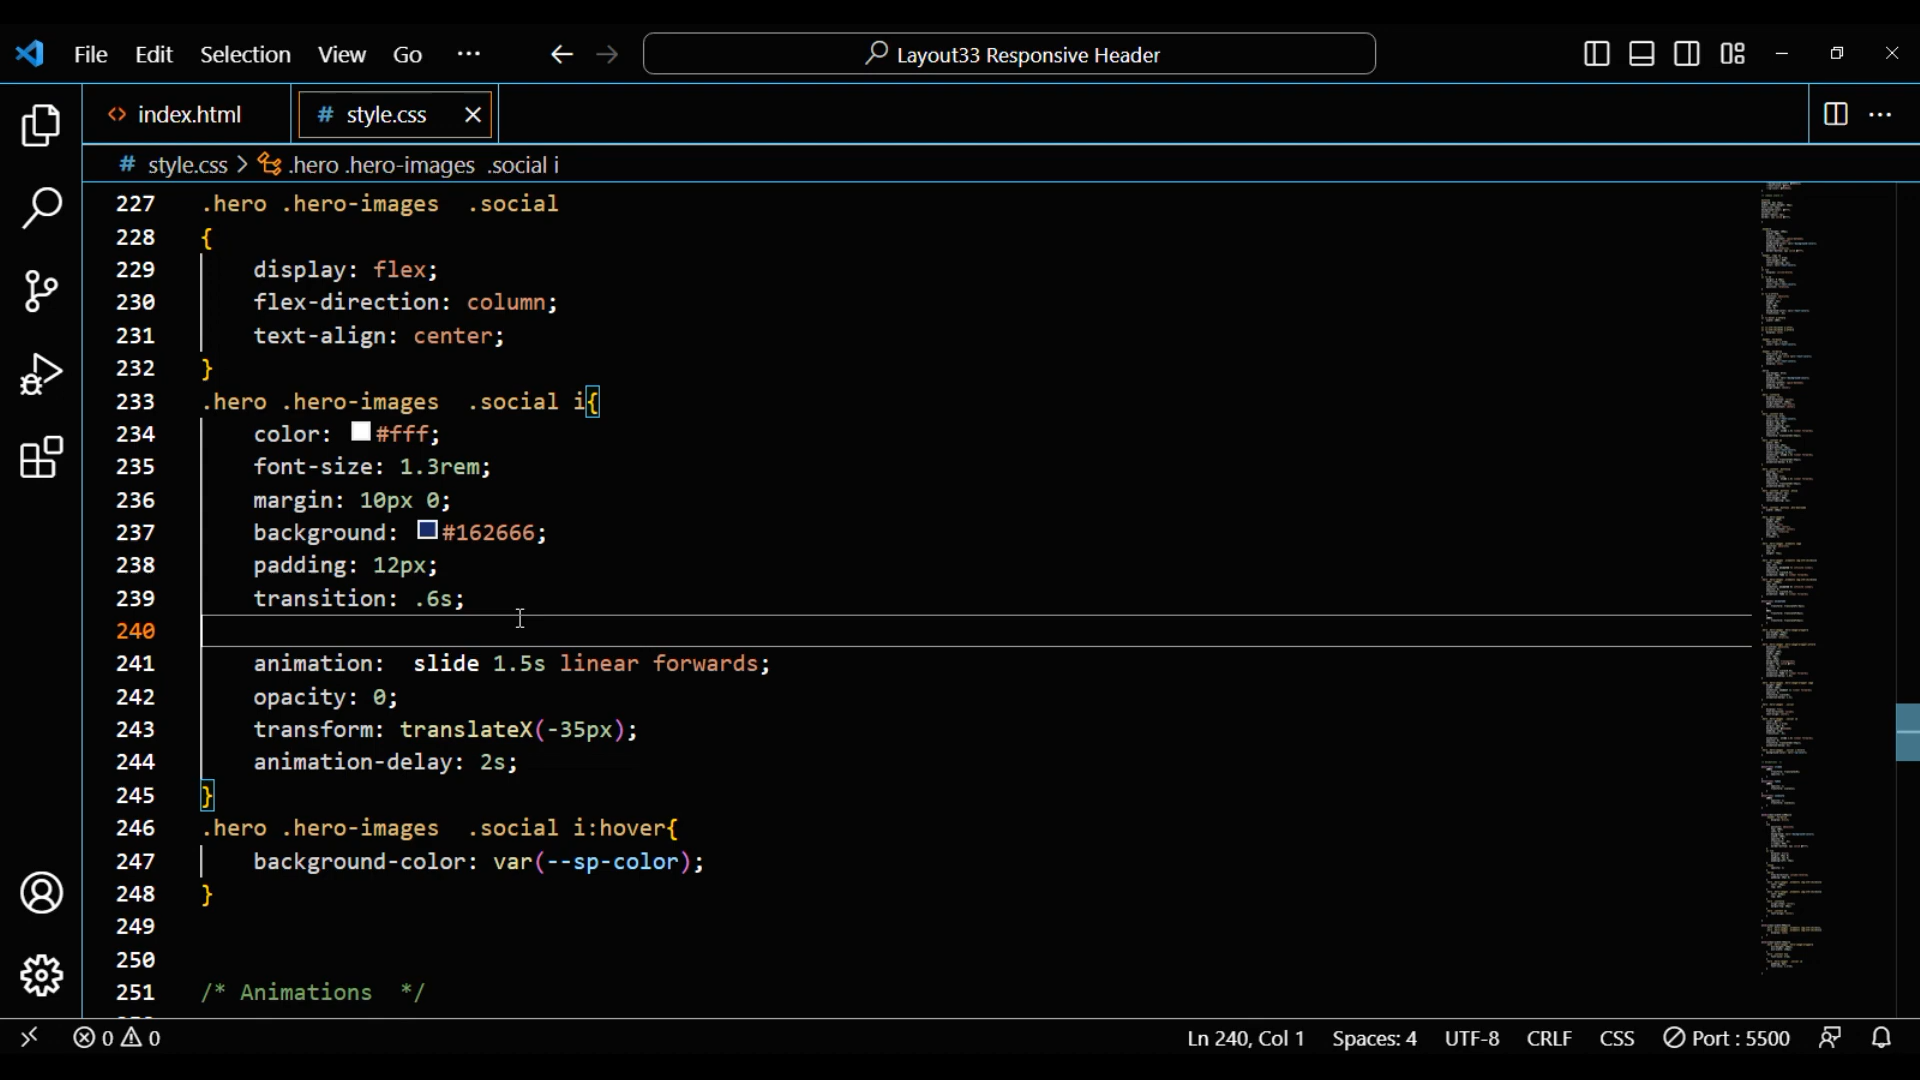 File Edit Selection View Go ··· Layout33 Responsive Header
index.html style.css
style.css > .hero .hero-images .social i
227 .hero .hero-images  .social
228 {
229 display: flex;
230 flex-direction: column;
231 text-align: center;
232 }
233 .hero .hero-images  .social i{
234 color: #fff;
235 font-size: 1.3rem;
236 margin: 10px 0;
237 background: #162666;
238 padding: 12px;
239 transition: .6s;
240
241 animation:  slide 1.5s linear forwards;
242 opacity: 0;
243 transform: translateX(-35px);
244 animation-delay: 2s;
245 }
246 .hero .hero-images  .social i:hover{
247 background-color: var(--sp-color);
248 }
249
250
251 /* Animations  */
0 0 Ln 240, Col 1 Spaces: 4 UTF-8 CRLF CSS Port : 5500